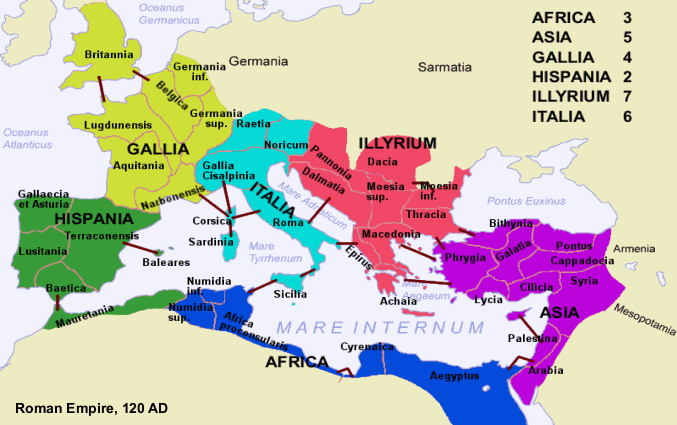 Oceanus
Germanicus
AFRICA 3
ASIA 5
GALLIA 4
HISPANIA 2
ILLYRIUM 7
ITALIA 6
Britannia
Germania
inf.
Germania
Sarmatia
Belgica
Oceanus
Atlanticus
Lugdunensis
Germania
sup.
Raetia
Noricum
GALLIA
Aquitania
Gallia
Cisalpinia
Pannonia
ILLYRIUM
Dacia
Dalmatia
Moesia
sup.
Moesia
inf.
Gallaecia
et Asturia
Narbonensis
ITALIA
Mare Adriaticum
Pontus Euxinus
HISPANIA
Terraconensis
Corsica
Roma
Thracia
Bithynia
Lusitania
Sardinia
Mare
Tyrrhenum
Macedonia
Epirus
Phrygia
Galatia
Pontus
Cappadocia
Armenia
Baleares
Baetica
Numidia
inf.
Sicilia
Achaia
Mare
Aegaeum
Lycia
Cilicia
Syria
Mauretania
Numidia
sup.
Africa
proconsularis
MARE INTERNUM
ASIA
Mesopotamia
Palestina
AFRICA
Cyrenaica
Aegyptus
Arabia
Roman Empire, 120 AD